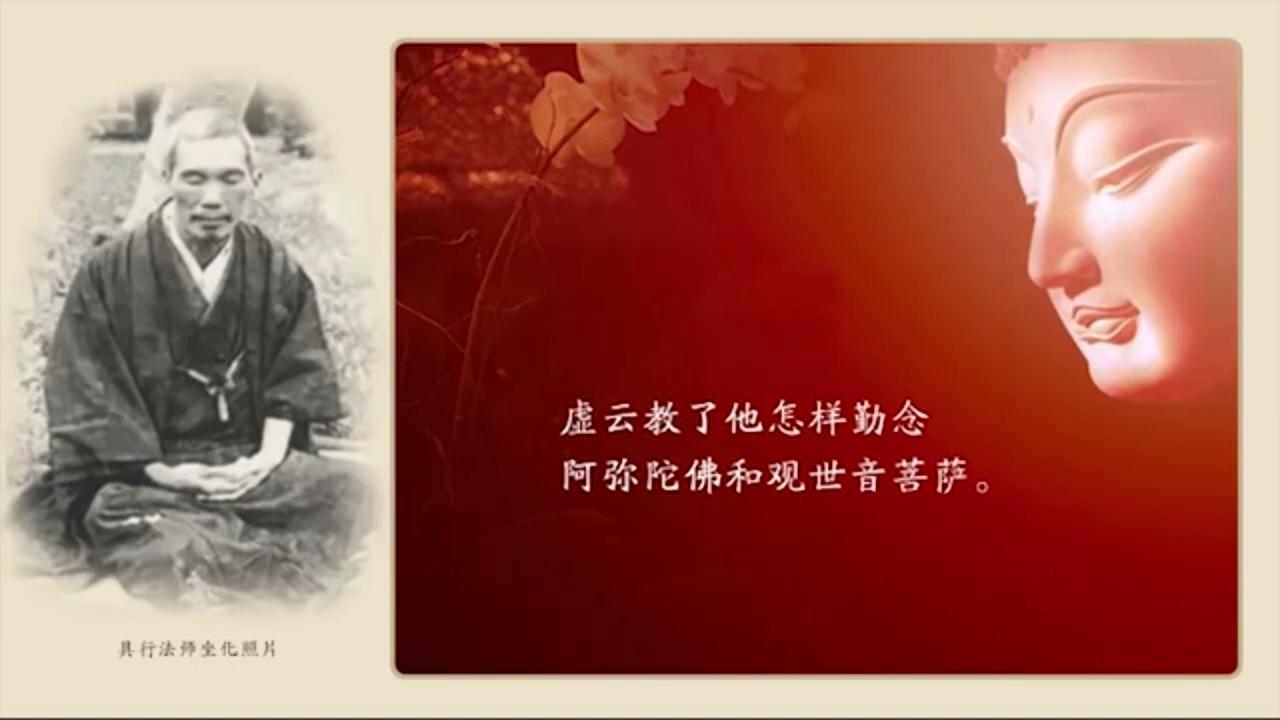 虚云教了他怎样勤念
阿弥陀佛和观世音菩萨。
具行法师坐化照片